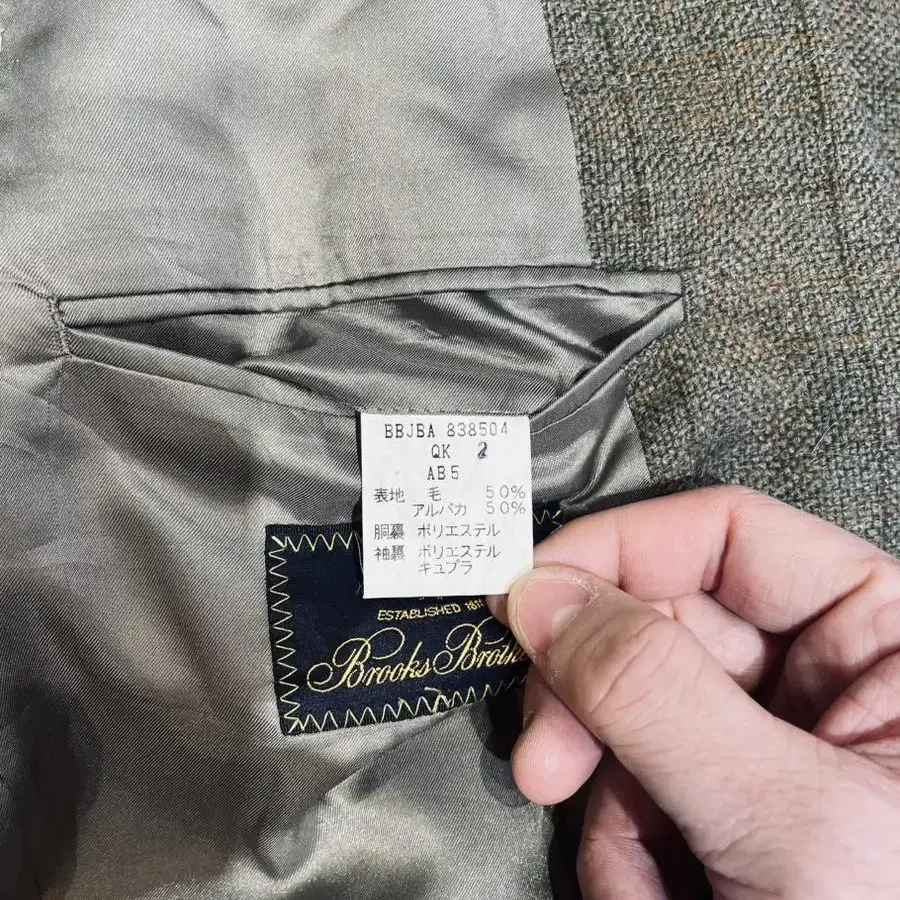 BBJBA 838504
QK 2
AB5
表地 毛 50%
アルパカ 50%
胴裏 ポリエステル
袖裏 ポリエステル
キュプラ
ESTABLISHED 181
Brooks